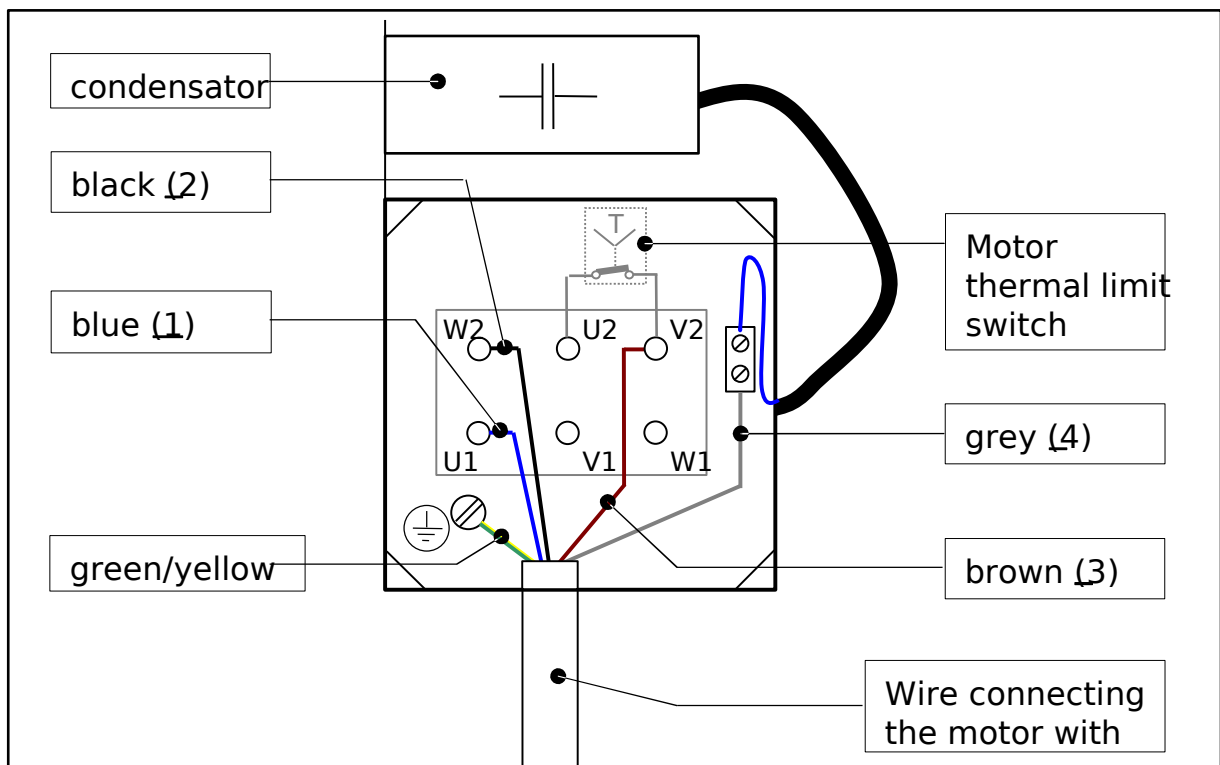 condensator
black (2)
T
Motor
thermal limit
switch
blue (1)
W2
U2
V2
U1
V1
W1
grey (4)
green/yellow
brown (3)
Wire connecting
the motor with